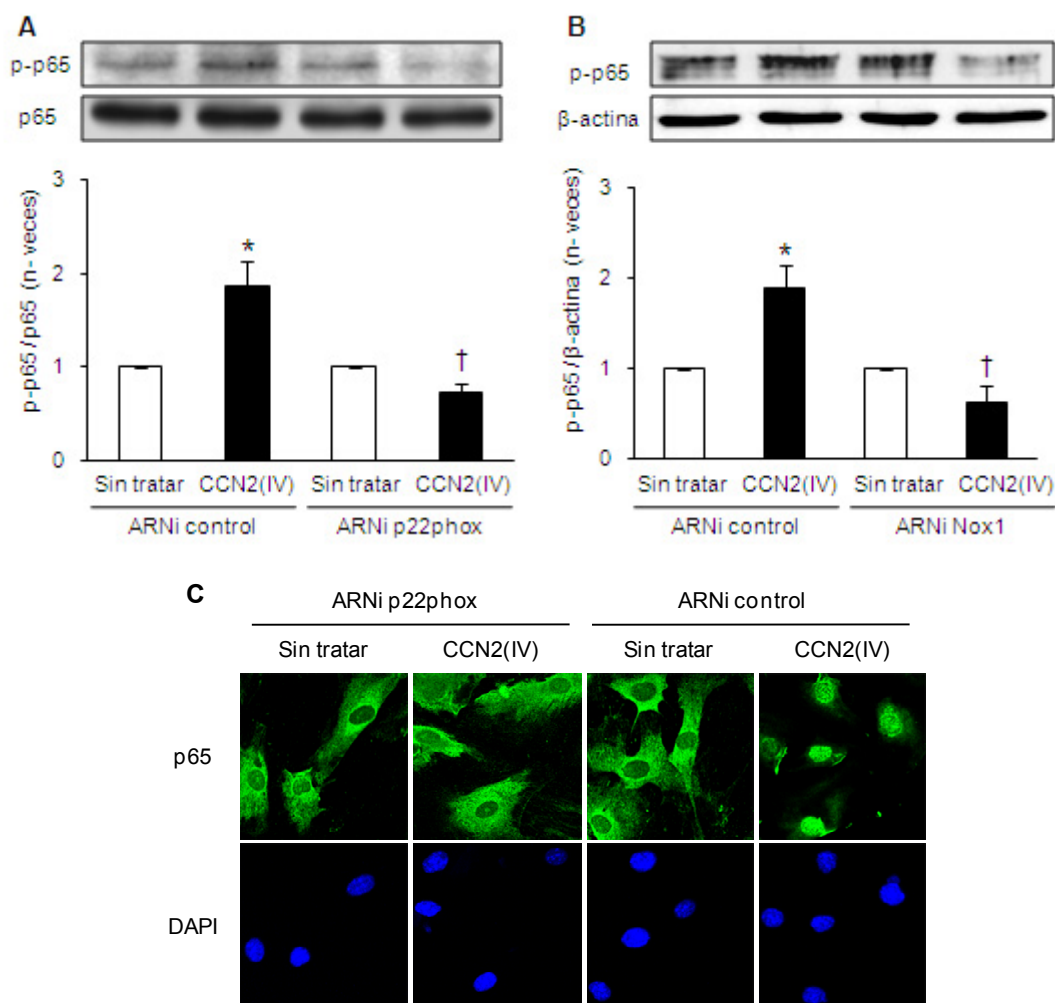 A
p-p65
p65
p-p65/p65 (n-veces)
3
2
1
0
*
†
Sin tratar CCN2(IV) Sin tratar CCN2(IV)
ARNi control ARNi p22phox
B
p-p65
β-actina
p-p65/β-actina (n- veces)
3
2
1
0
*
†
Sin tratar CCN2(IV) Sin tratar CCN2(IV)
ARNi control ARNi Nox1
C
ARNi p22phox ARNi control
Sin tratar CCN2(IV) Sin tratar CCN2(IV)
p65
DAPI